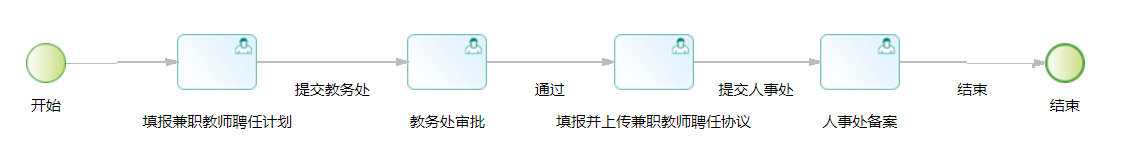 提交教务处
通过
提交人事处
结束
开始
结束
填报兼职教师聘任计划
教务处审批
填报并上传兼职教师聘任协议
人事处备案